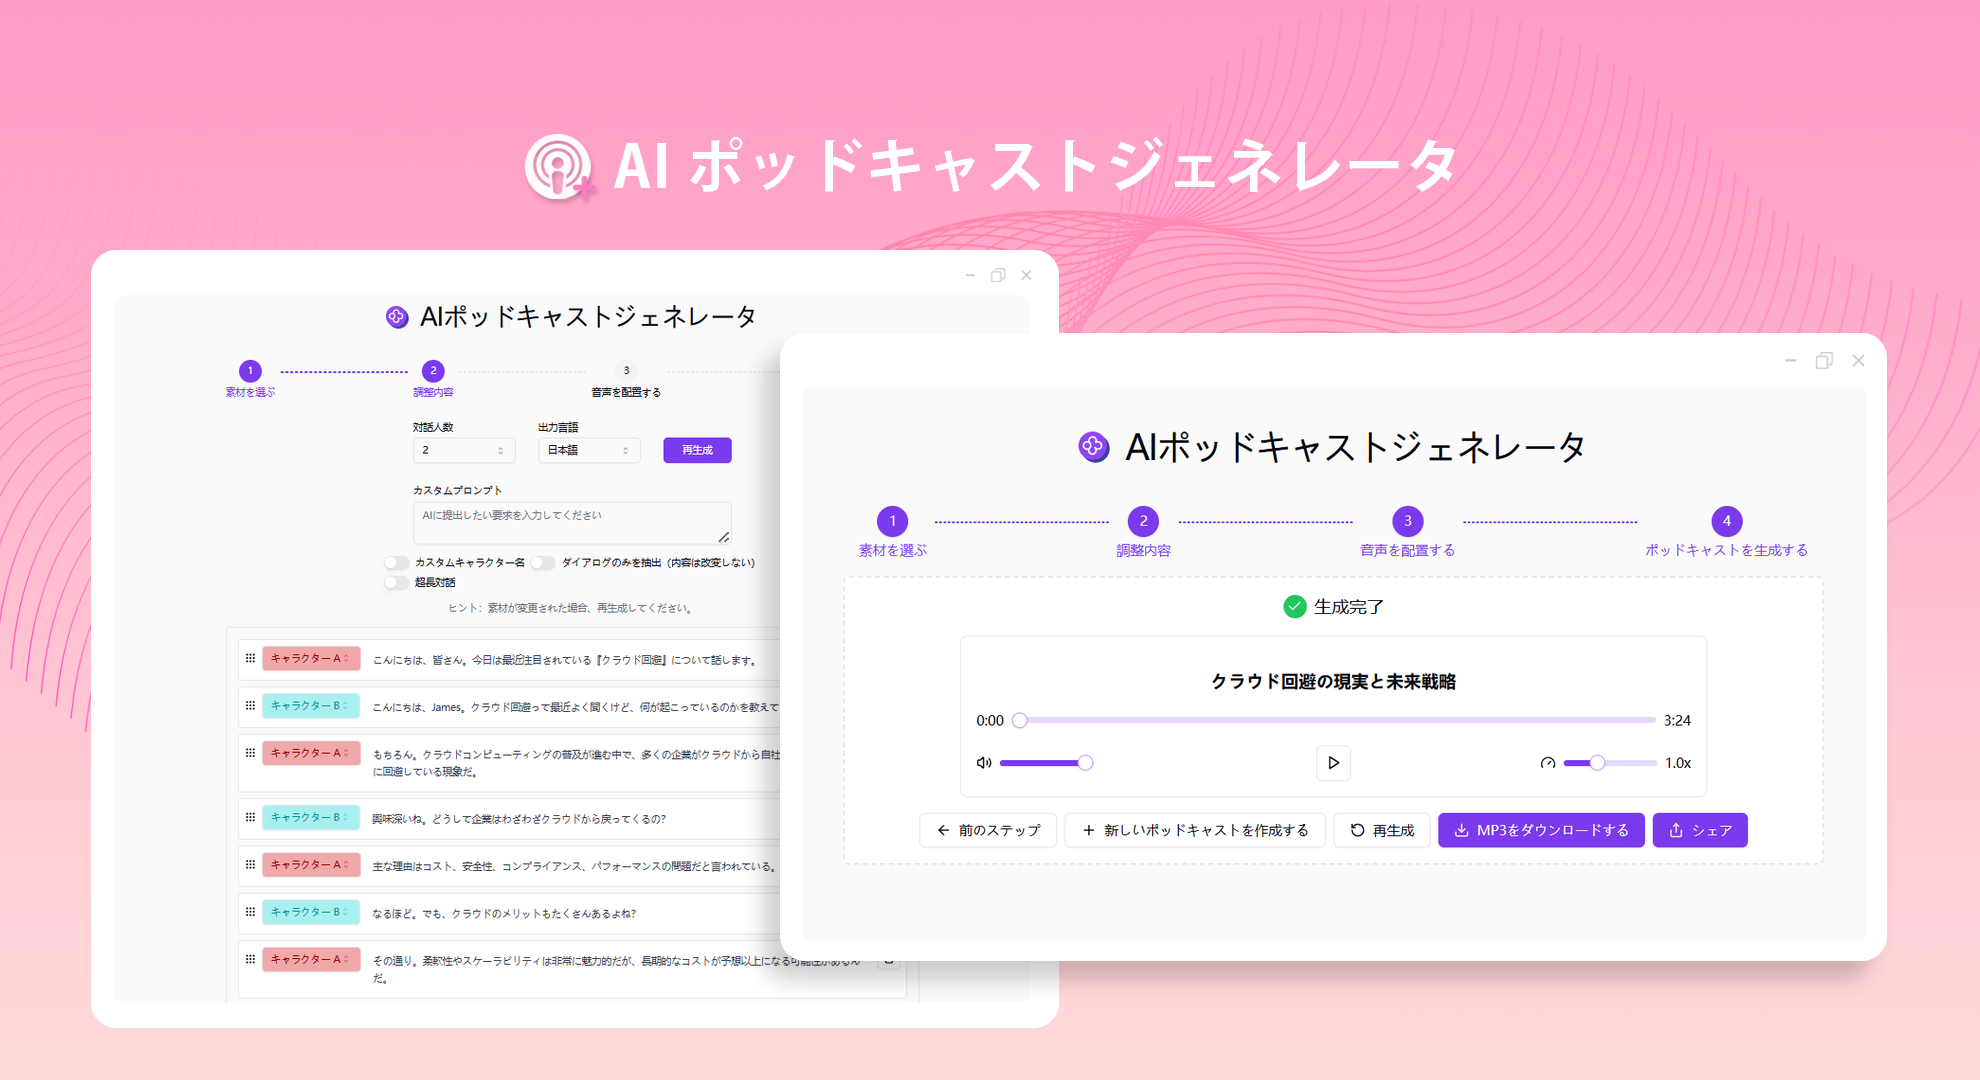 AI ポッドキャストジェネレータ
AIポッドキャストジェネレータ
1
2
3
素材を選ぶ
調整内容
音声を配置する
対話人数
出力言語
2
日本語
再生成
カスタムプロンプト
AIに提出したい要求を入力してください
カスタムキャラクター名
ダイアログのみを抽出（内容は改変しない）
超長対話
ヒント：素材が変更された場合、再生成してください。
キャラクター A
こんにちは、皆さん。今日は最近注目されている『クラウド回避』について話します。
キャラクター B
こんにちは、James。クラウド回避って最近よく聞くけど、何が起こっているのかを教えて
キャラクター A
もちろん。クラウドコンピューティングの普及が進む中で、多くの企業がクラウドから自社
に回避している現象だ。
キャラクター B
興味深いね。どうして企業はわざわざクラウドから戻ってくるの？
キャラクター A
主な理由はコスト、安全性、コンプライアンス、パフォーマンスの問題だと言われている。
キャラクター B
なるほど。でも、クラウドのメリットもたくさんあるよね？
キャラクター A
その通り。柔軟性やスケーラビリティは非常に魅力的だが、長期的なコストが予想以上になる可能性があるん
だ。
AIポッドキャストジェネレータ
1
2
3
4
素材を選ぶ
調整内容
音声を配置する
ポッドキャストを生成する
生成完了
クラウド回避の現実と未来戦略
0:00
3:24
1.0x
前のステップ
新しいポッドキャストを作成する
再生成
MP3をダウンロードする
シェア